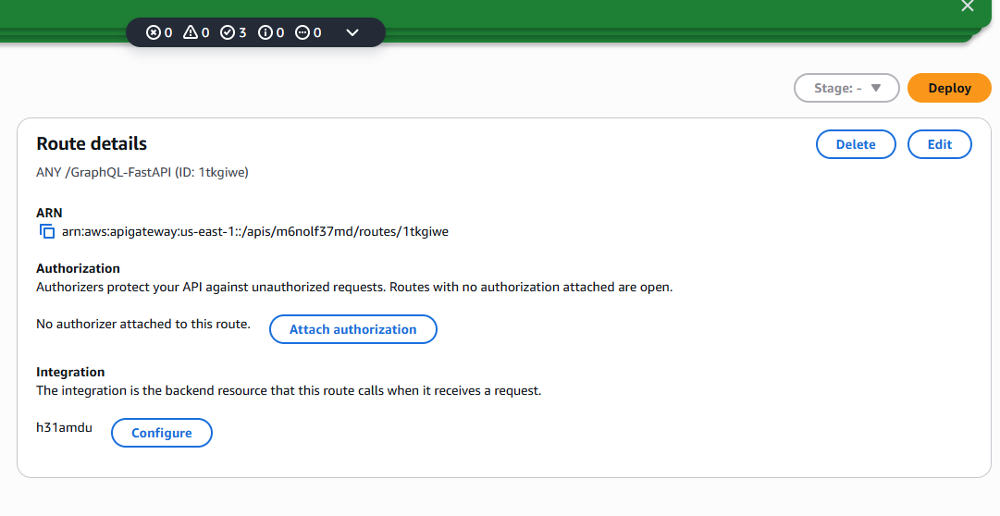 0 0 3 0 0
Stage: - Deploy
Route details Delete Edit
ANY /GraphQL-FastAPI (ID: 1tkgiwe)
ARN
arn:aws:apigateway:us-east-1::/apis/m6nolf37md/routes/1tkgiwe
Authorization
Authorizers protect your API against unauthorized requests. Routes with no authorization attached are open.
No authorizer attached to this route. Attach authorization
Integration
The integration is the backend resource that this route calls when it receives a request.
h31amdu Configure